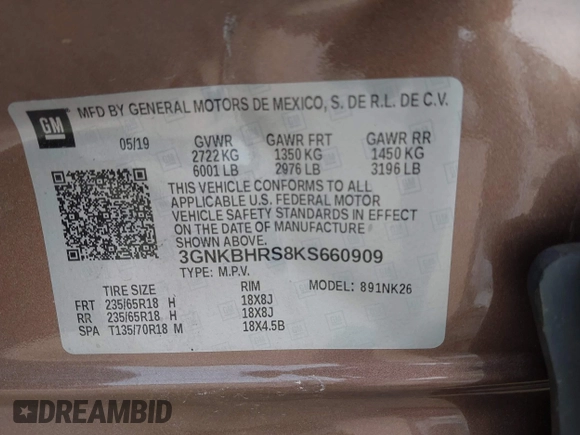 GM
MFD BY GENERAL MOTORS DE MEXICO, S. DE R.L. DE C.V.
05/19 GVWR GAWR FRT GAWR RR
2722 KG 1350 KG 1450 KG
6001 LB 2976 LB 3196 LB
THIS VEHICLE CONFORMS TO ALL
APPLICABLE U.S. FEDERAL MOTOR
VEHICLE SAFETY STANDARDS IN EFFECT
ON THE DATE OF MANUFACTURE
SHOWN ABOVE.
3GNKBHRS8KS660909
TYPE: M.P.V.
TIRE SIZE RIM MODEL: 891NK26
FRT 235/65R18 H 18X8J
RR 235/65R18 H 18X8J
SPA T135/70R18 M 18X4.5B
DREAMBID